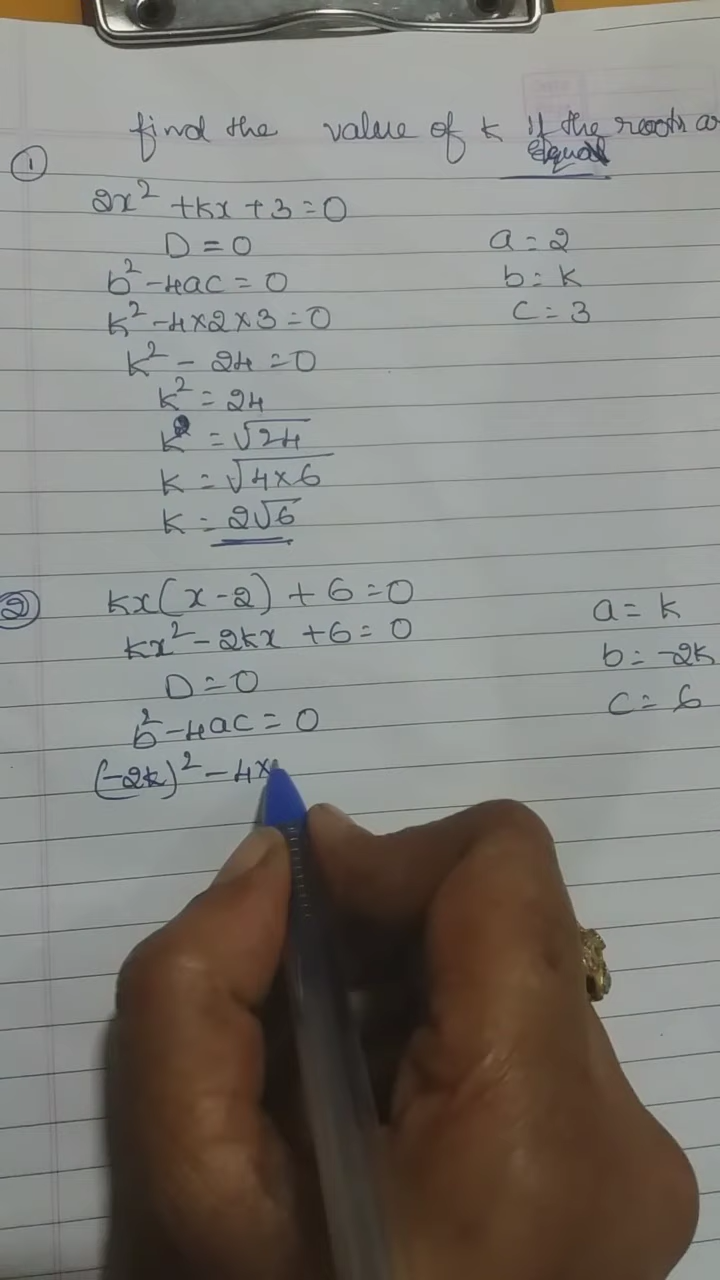 find the value of k if the roots
equal
①
2x² + kx + 3 = 0
D = 0 a = 2
b² - 4ac = 0 b = k
k² - 4×2×3 = 0 c = 3
k² - 24 = 0
k² = 24
k = √24
k = √4×6
k = 2√6
② kx(x-2) + 6 = 0 a = k
kx² - 2kx + 6 = 0 b = -2k
D = 0 c = 6
b² - 4ac = 0
(-2k)² - 4×